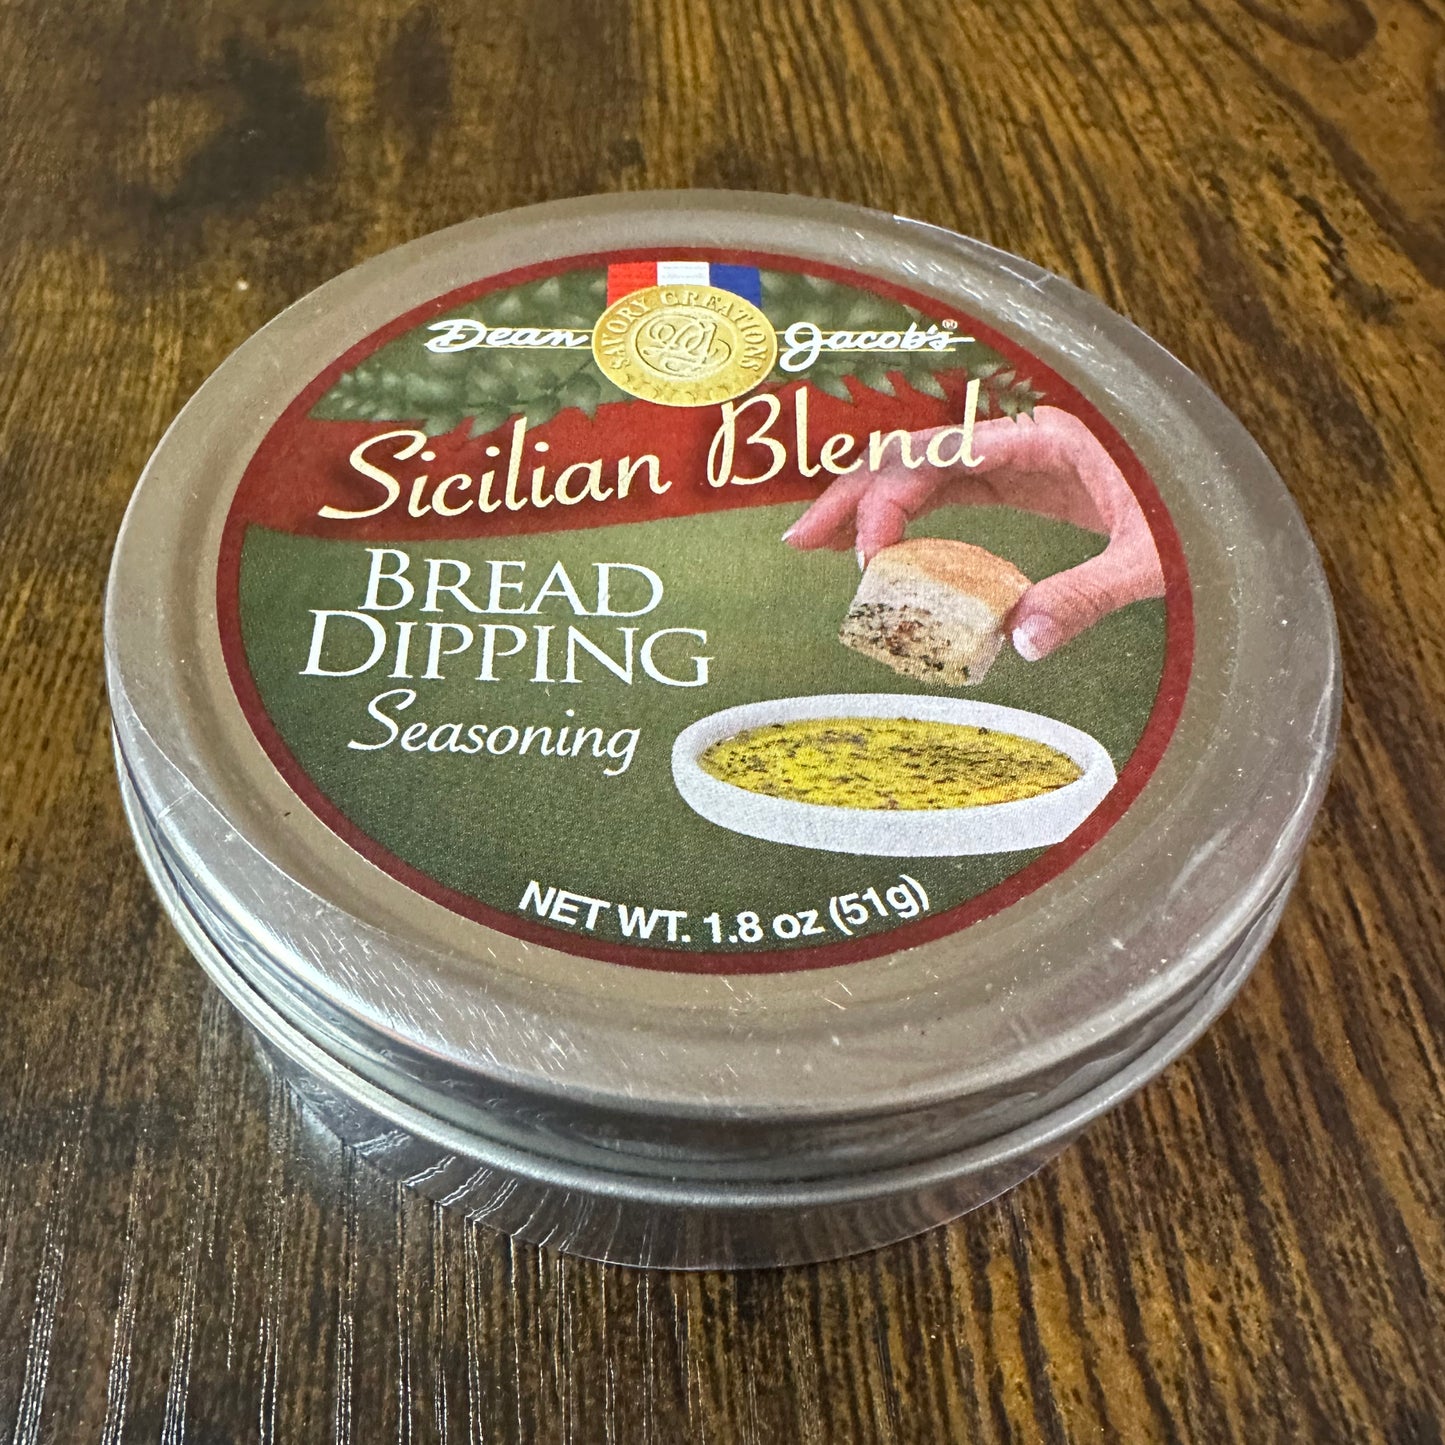 Dean Jacob's®
SAVORY CREATIONS
Sicilian Blend
BREAD
DIPPING
Seasoning
NET WT. 1.8 oz (51g)